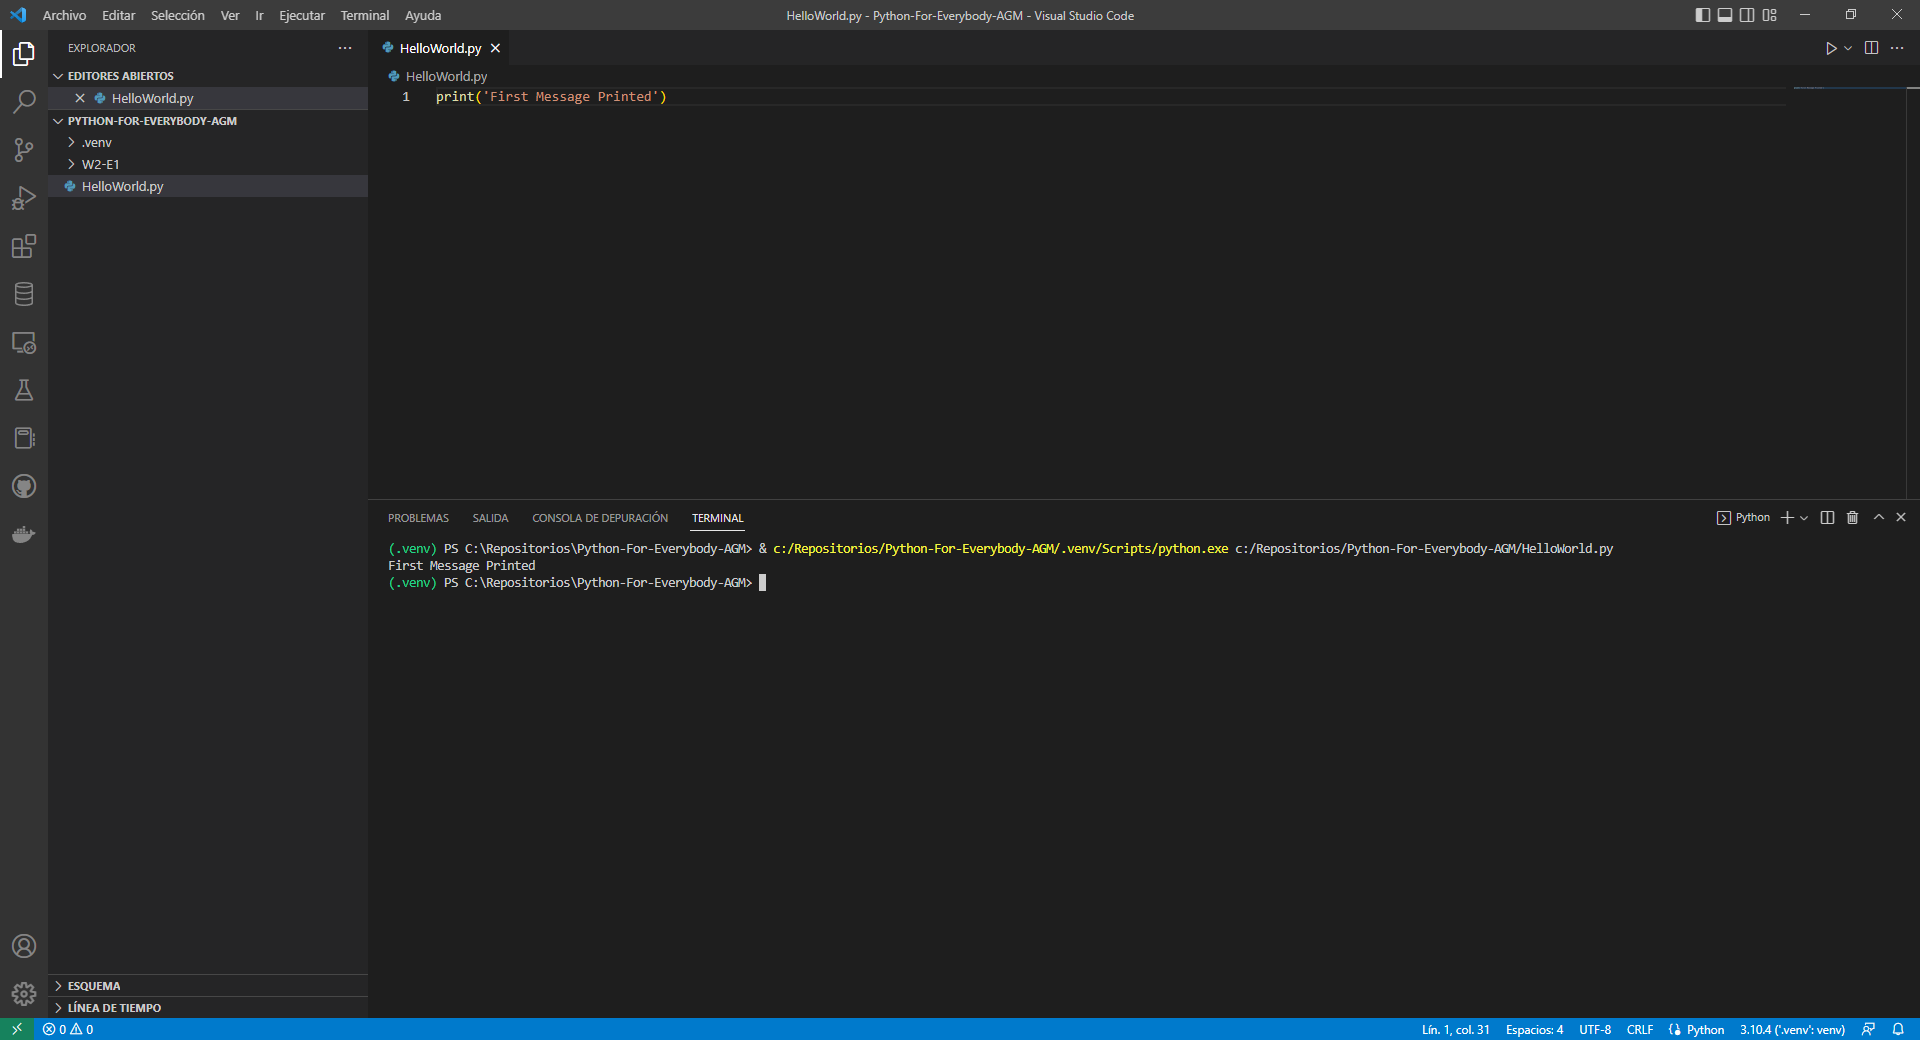 Archivo Editar Selección Ver Ir Ejecutar Terminal Ayuda HelloWorld.py - Python-For-Everybody-AGM - Visual Studio Code
EXPLORADOR
EDITORES ABIERTOS
HelloWorld.py
PYTHON-FOR-EVERYBODY-AGM
.venv
W2-E1
HelloWorld.py
ESQUEMA
LÍNEA DE TIEMPO
HelloWorld.py
HelloWorld.py
1 print('First Message Printed')
PROBLEMAS SALIDA CONSOLA DE DEPURACIÓN TERMINAL Python
(.venv) PS C:\Repositorios\Python-For-Everybody-AGM> & c:/Repositorios/Python-For-Everybody-AGM/.venv/Scripts/python.exe c:/Repositorios/Python-For-Everybody-AGM/HelloWorld.py
First Message Printed
(.venv) PS C:\Repositorios\Python-For-Everybody-AGM>
0 0 Lín. 1, col. 31 Espacios: 4 UTF-8 CRLF Python 3.10.4 ('.venv': venv)